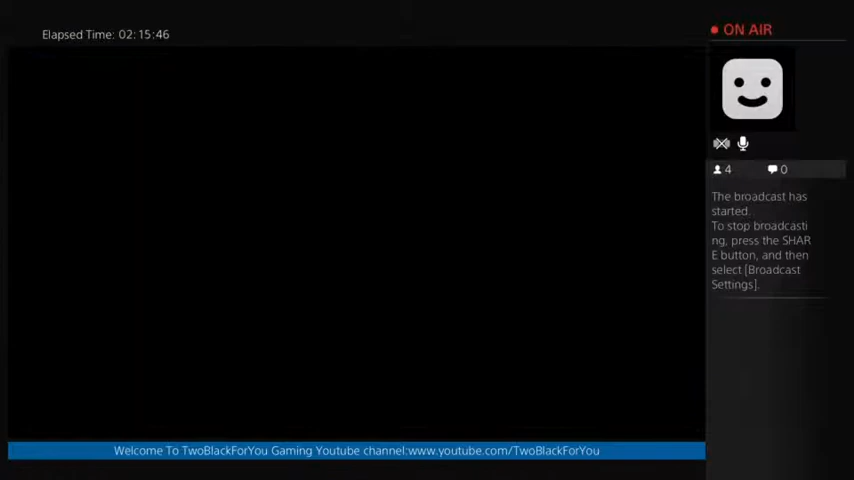 Elapsed Time: 02:15:46
ON AIR
4
0
The broadcast has
started.
To stop broadcasti
ng, press the SHAR
E button, and then
select [Broadcast
Settings].
Welcome To TwoBlackForYou Gaming Youtube channel:www.youtube.com/TwoBlackForYou